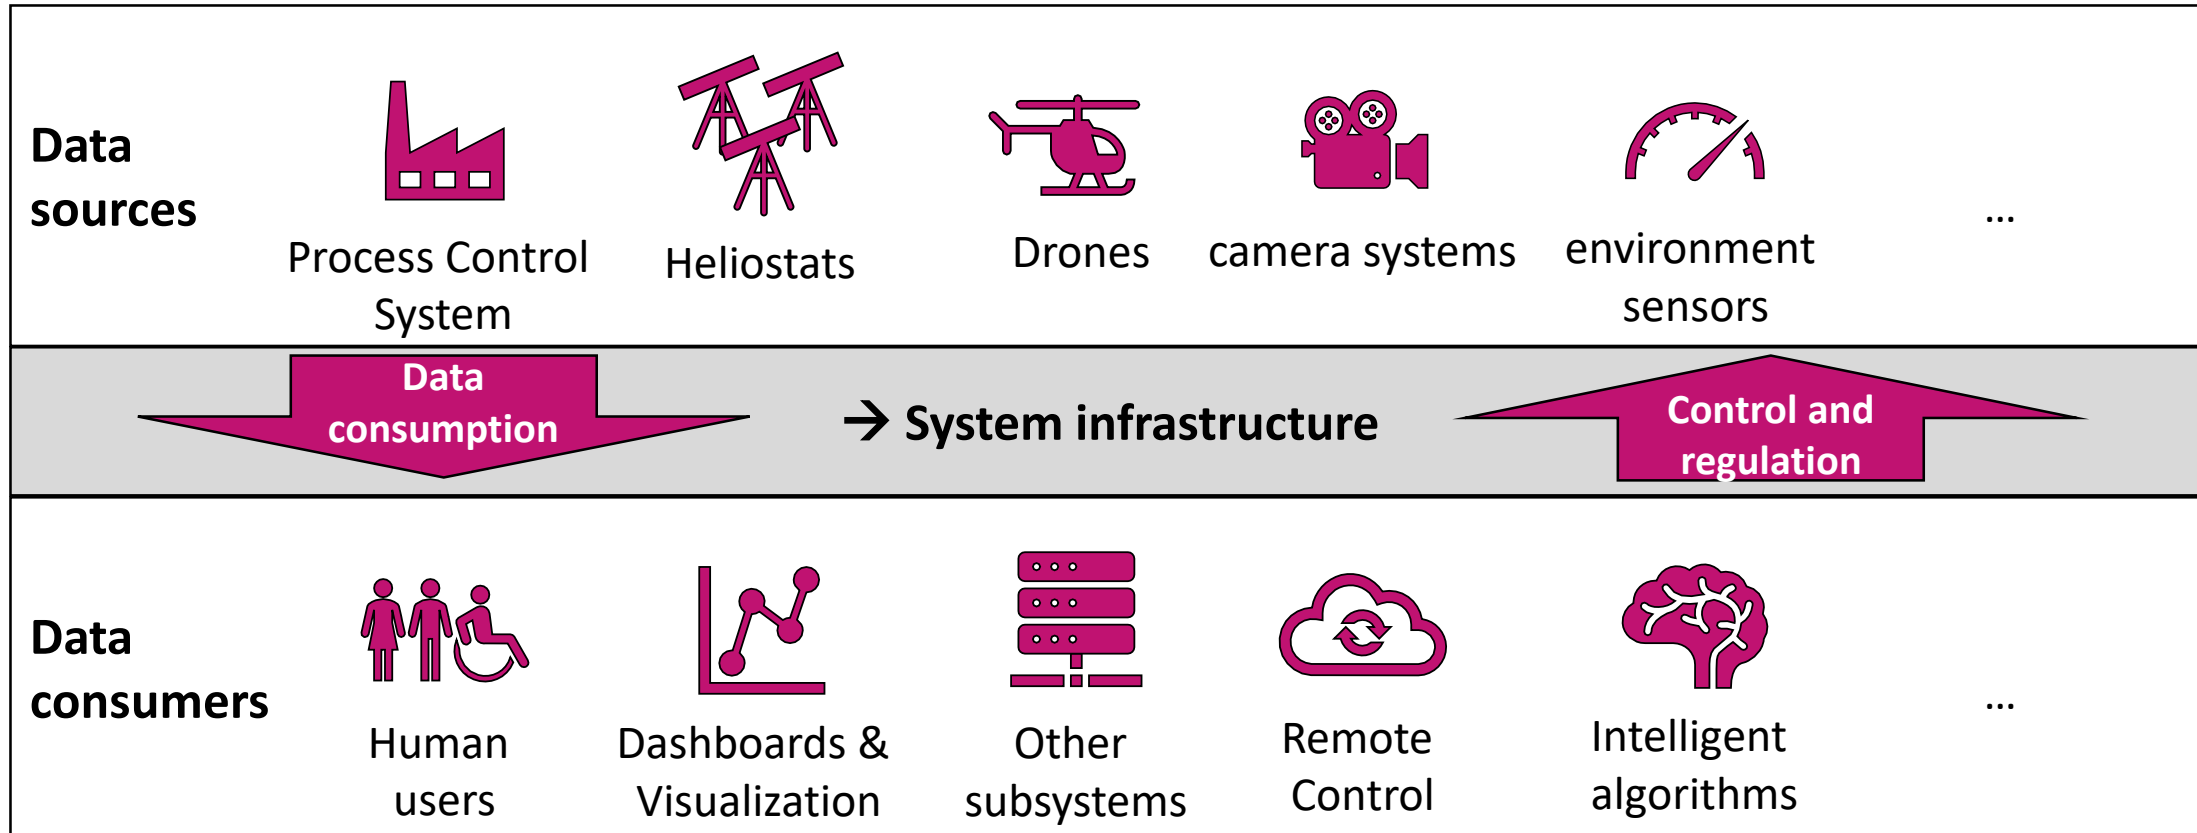 Data
sources
Process Control
System
Heliostats
Drones
camera systems
environment
sensors
...
Data
consumption
→ System infrastructure
Control and
regulation
Data
consumers
Human
users
Dashboards &
Visualization
Other
subsystems
Remote
Control
Intelligent
algorithms
...